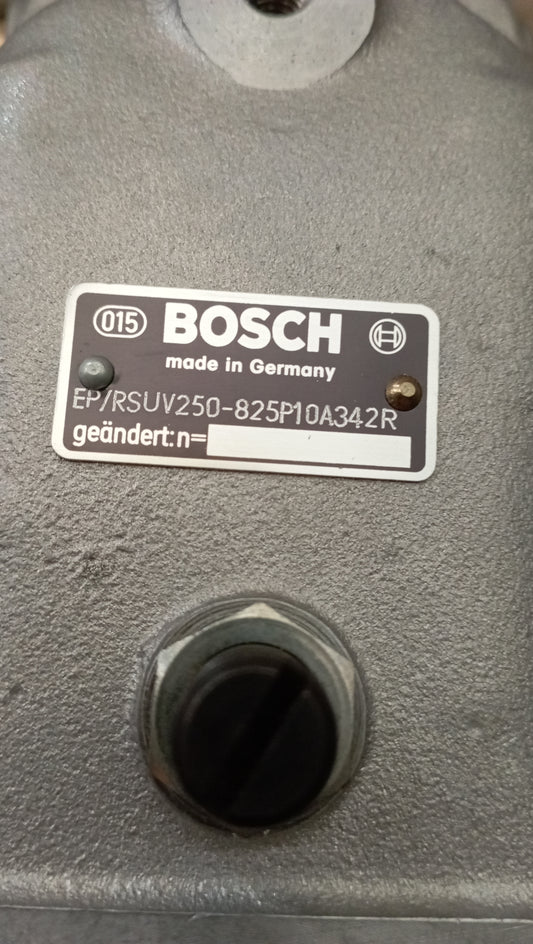 015 BOSCH
made in Germany
EP/RSUV250-825P10A342R
geändert:n=